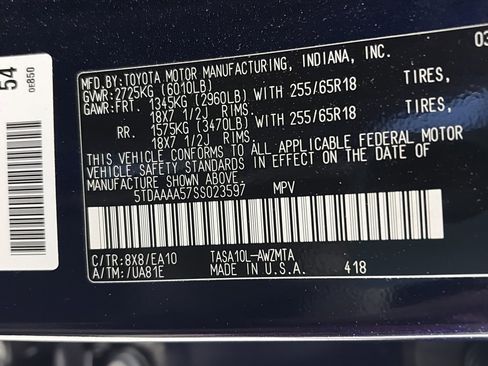 54
0E850
03
MFD.BY:TOYOTA MOTOR MANUFACTURING, INDIANA, INC.
GVWR:2725KG (6010LB)
GAWR:FRT. 1345KG (2960LB) WITH 255/65R18 TIRES,
18X7 1/2J RIMS.
RR. 1575KG (3470LB) WITH 255/65R18 TIRES,
18X7 1/2J RIMS.
THIS VEHICLE CONFORMS TO ALL APPLICABLE FEDERAL MOTOR
VEHICLE SAFETY STANDARDS IN EFFECT ON THE DATE OF
MANUFACTURE SHOWN ABOVE.
5TDAAAA57SS023597 MPV
C/TR:8X8/EA10 TASA10L-AWZMTA
A/TM:/UA81E MADE IN U.S.A. 418